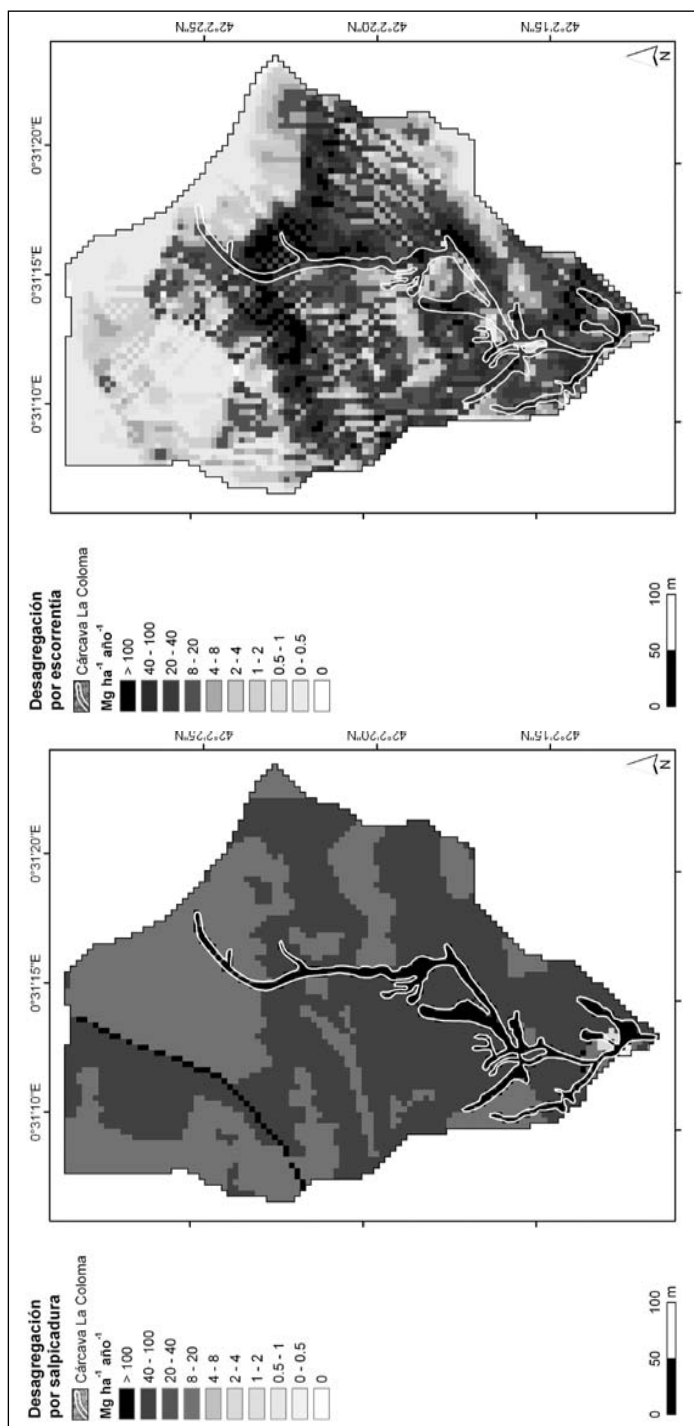 Desagregación
por salpicadura
Cárcava La Coloma
Mg ha⁻¹ año⁻¹
> 100
40 - 100
20 - 40
8 - 20
4 - 8
2 - 4
1 - 2
0.5 - 1
0 - 0.5
0
0 50 100
m
0°31'10"E 0°31'15"E 0°31'20"E
42°2'25"N
42°2'20"N
42°2'15"N
N
Desagregación
por escorrentía
Cárcava La Coloma
Mg ha⁻¹ año⁻¹
> 100
40 - 100
20 - 40
8 - 20
4 - 8
2 - 4
1 - 2
0.5 - 1
0 - 0.5
0
0 50 100
m
0°31'10"E 0°31'15"E 0°31'20"E
42°2'25"N
42°2'20"N
42°2'15"N
N